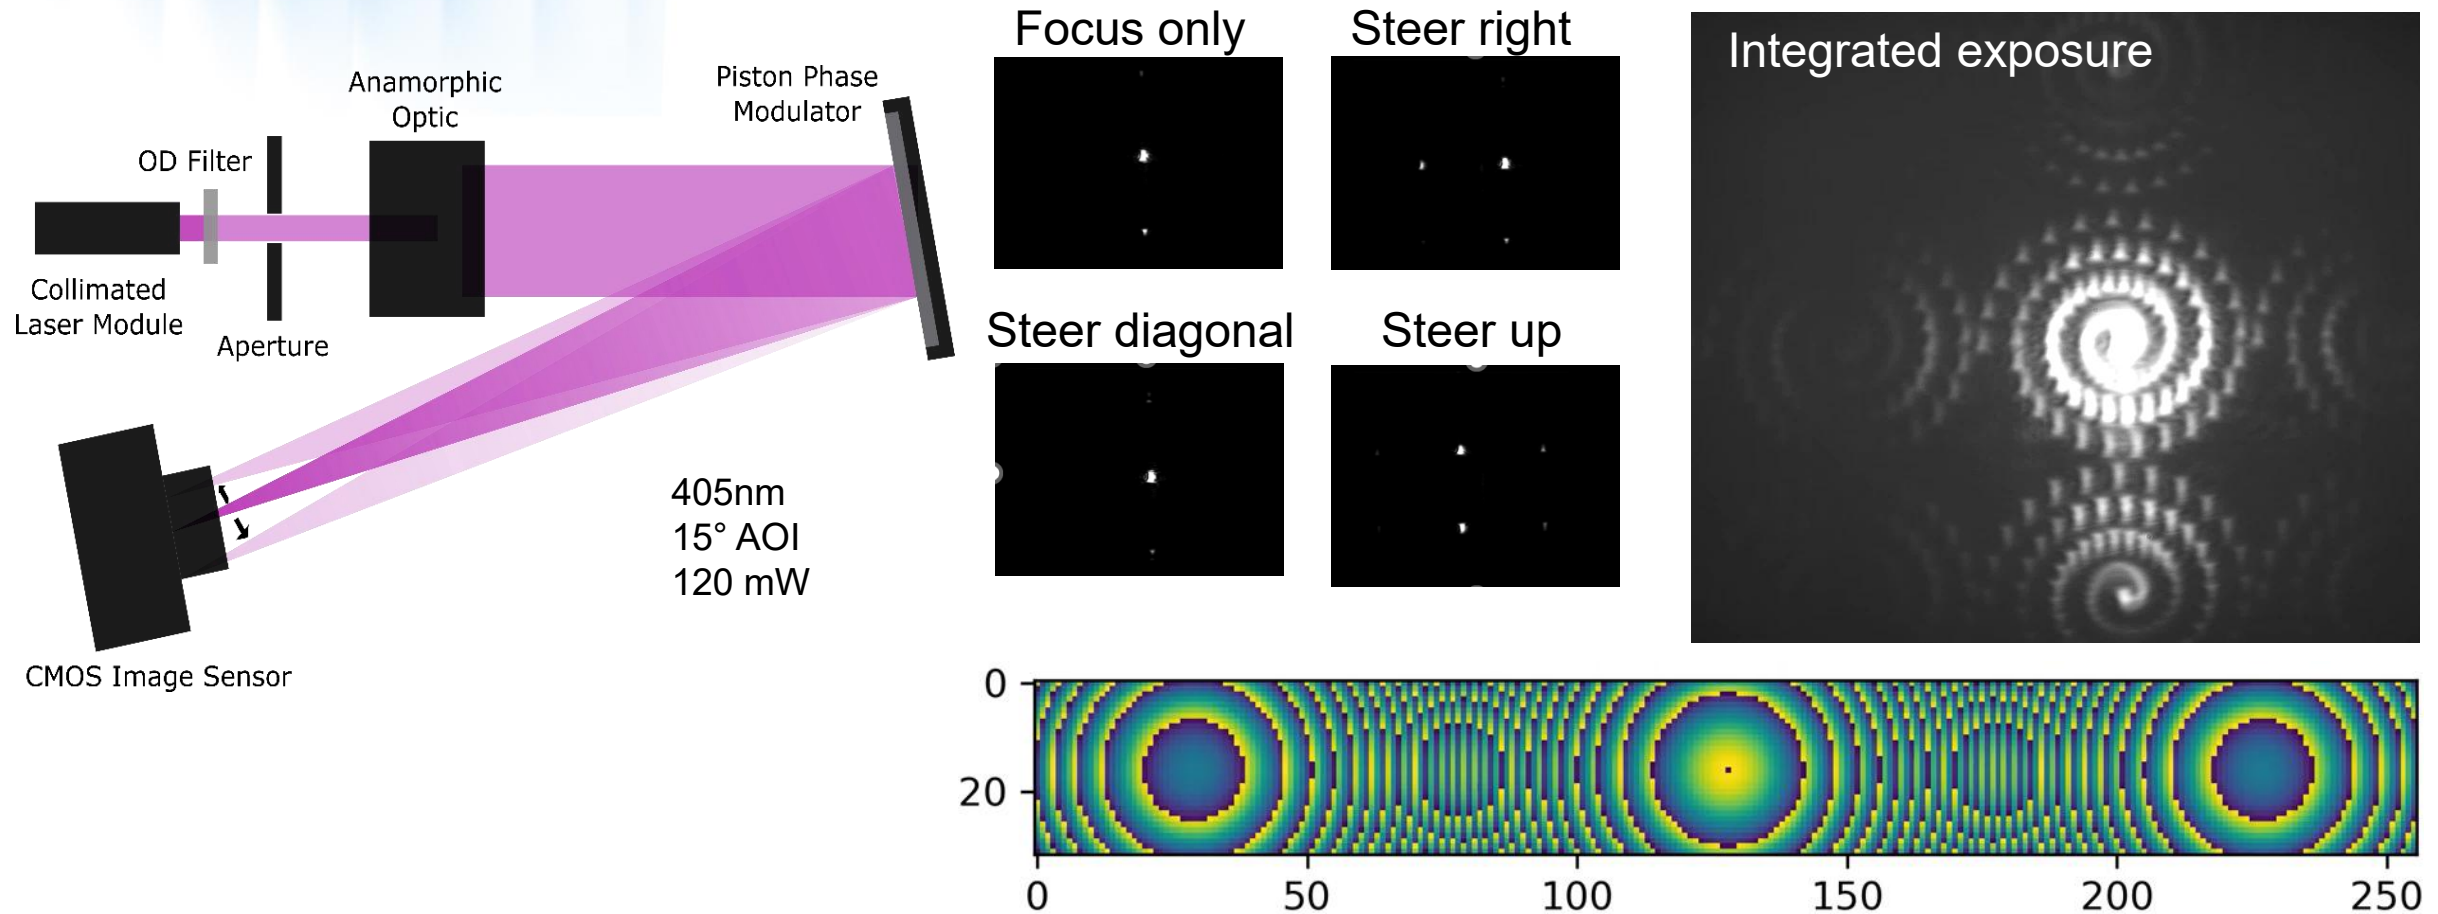 Anamorphic
Optic
Piston Phase
Modulator
OD Filter
Collimated
Laser Module
Aperture
CMOS Image Sensor
405nm
15° AOI
120 mW
Focus only
Steer right
Steer diagonal
Steer up
Integrated exposure
0
20
0 50 100 150 200 250